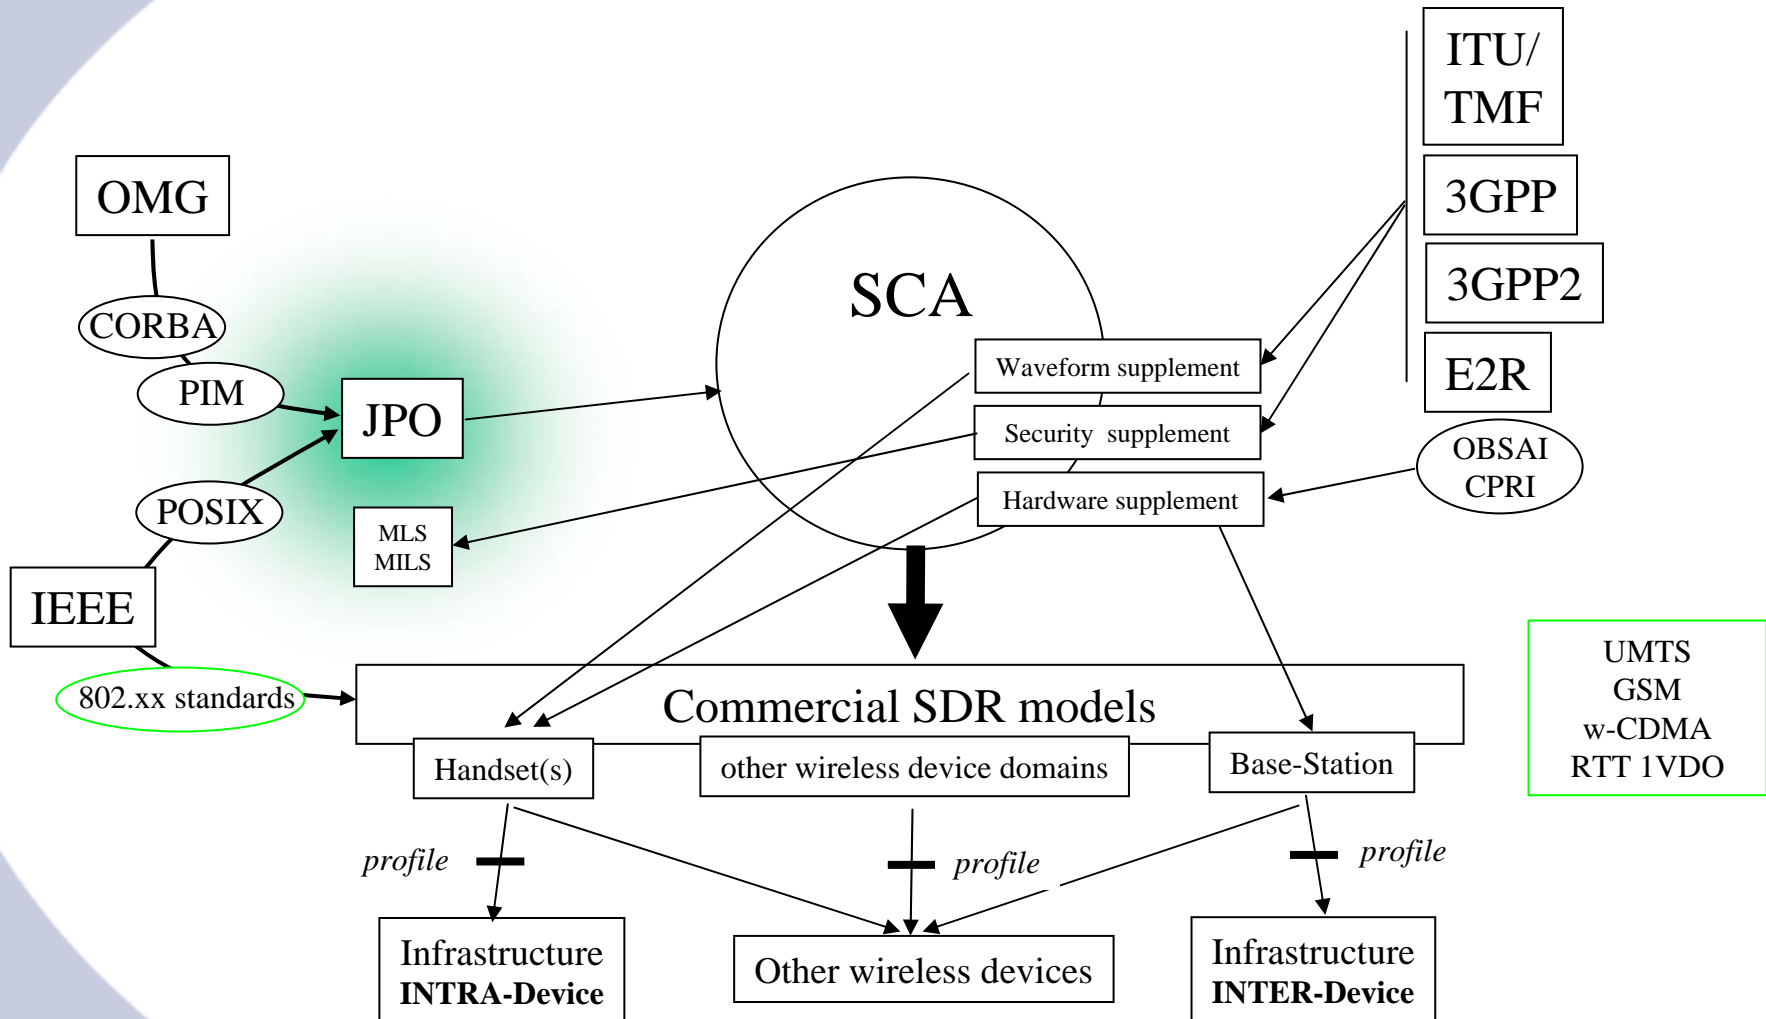 ITU/
TMF
OMG
3GPP
3GPP2
SCA
CORBA
Waveform supplement
PIM
E2R
JPO
Security supplement
OBSAI
CPRI
Hardware supplement
POSIX
MLS
MILS
IEEE
802.xx standards
Commercial SDR models
UMTS
GSM
w-CDMA
RTT 1VDO
Handset(s)
other wireless device domains
Base-Station
profile
profile
profile
Infrastructure
INTRA-Device
Other wireless devices
Infrastructure
INTER-Device